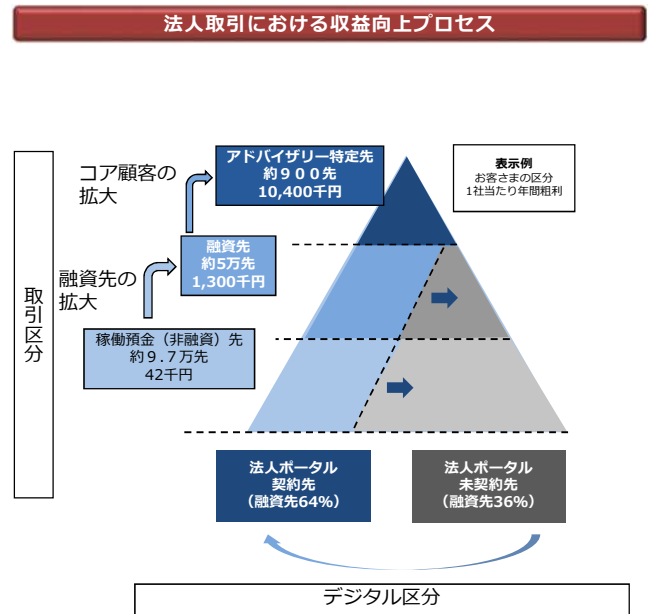 法人取引における収益向上プロセス
コア顧客の
拡大
アドバイザリー特定先
約９００先
10,400千円
表示例
お客さまの区分
1社当たり年間粗利
融資先の
拡大
融資先
約5万先
1,300千円
取引区分
稼働預金（非融資）先
約９.７万先
42千円
法人ポータル
契約先
（融資先64%）
法人ポータル
未契約先
（融資先36%）
デジタル区分